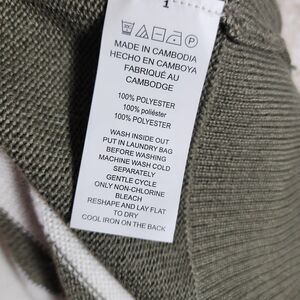 1
MADE IN CAMBODIA
HECHO EN CAMBOYA
FABRIQUÉ AU
CAMBODGE
100% POLYESTER
100% poliéster
100% POLYESTER
WASH INSIDE OUT
PUT IN LAUNDRY BAG
BEFORE WASHING
MACHINE WASH COLD
SEPARATELY
GENTLE CYCLE
ONLY NON-CHLORINE
BLEACH
RESHAPE AND LAY FLAT
TO DRY
COOL IRON ON THE BACK